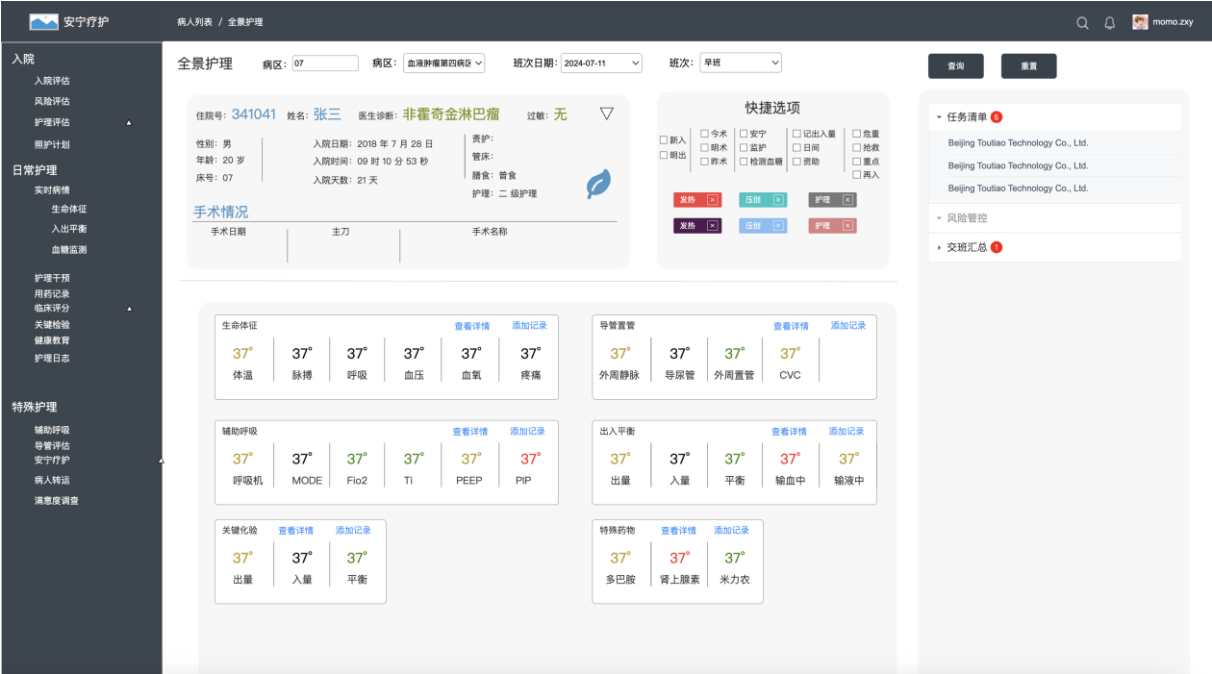 安宁疗护
病人列表 / 全景护理
momo.zxy
入院
入院评估
风险评估
护理评估
照护计划
日常护理
实时病情
生命体征
入出平衡
血糖监测
护理干预
用药记录
临床评分
关键检验
健康教育
护理日志
特殊护理
辅助呼吸
导管评估
安宁疗护
病人转运
满意度调查
全景护理 病区: 07 病区: 血液肿瘤第四病区 班次日期: 2024-07-11 班次: 早班 查询 重置
住院号: 341041 姓名: 张三 医生诊断: 非霍奇金淋巴瘤 过敏: 无
性别: 男 入院日期: 2018 年 7 月 28 日 责护:
年龄: 20 岁 入院时间: 09 时 10 分 53 秒 管床:
床号: 07 入院天数: 21 天 膳食: 普食
护理: 二 级护理
手术情况
手术日期 主刀 手术名称
快捷选项
新入 今术 安宁 记出入量 危重
明出 明术 监护 日间 抢救
昨术 检测血糖 资助 重点
再入
发热 压创 护理
发热 压创 护理
任务清单 5
Beijing Toutiao Technology Co., Ltd.
Beijing Toutiao Technology Co., Ltd.
Beijing Toutiao Technology Co., Ltd.
风险管控
交班汇总 1
生命体征 查看详情 添加记录
37° 37° 37° 37° 37° 37°
体温 脉搏 呼吸 血压 血氧 疼痛
导管置管 查看详情 添加记录
37° 37° 37° 37°
外周静脉 导尿管 外周置管 CVC
辅助呼吸 查看详情 添加记录
37° 37° 37° 37° 37° 37°
呼吸机 MODE Fio2 Ti PEEP PIP
出入平衡 查看详情 添加记录
37° 37° 37° 37° 37°
出量 入量 平衡 输血中 输液中
关键化验 查看详情 添加记录
37° 37° 37°
出量 入量 平衡
特殊药物 查看详情 添加记录
37° 37° 37°
多巴胺 肾上腺素 米力农